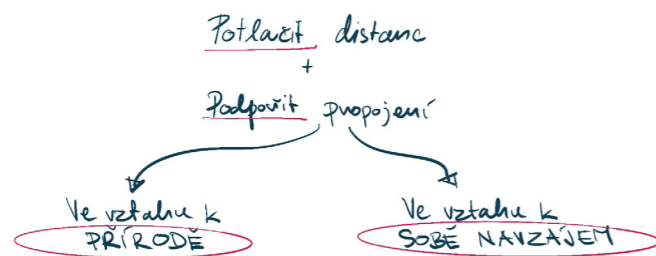 Potlačit distanc
+
Podpořit propojení
Ve vztahu k
PŘÍRODĚ
Ve vztahu k
SOBĚ NAVZÁJEM